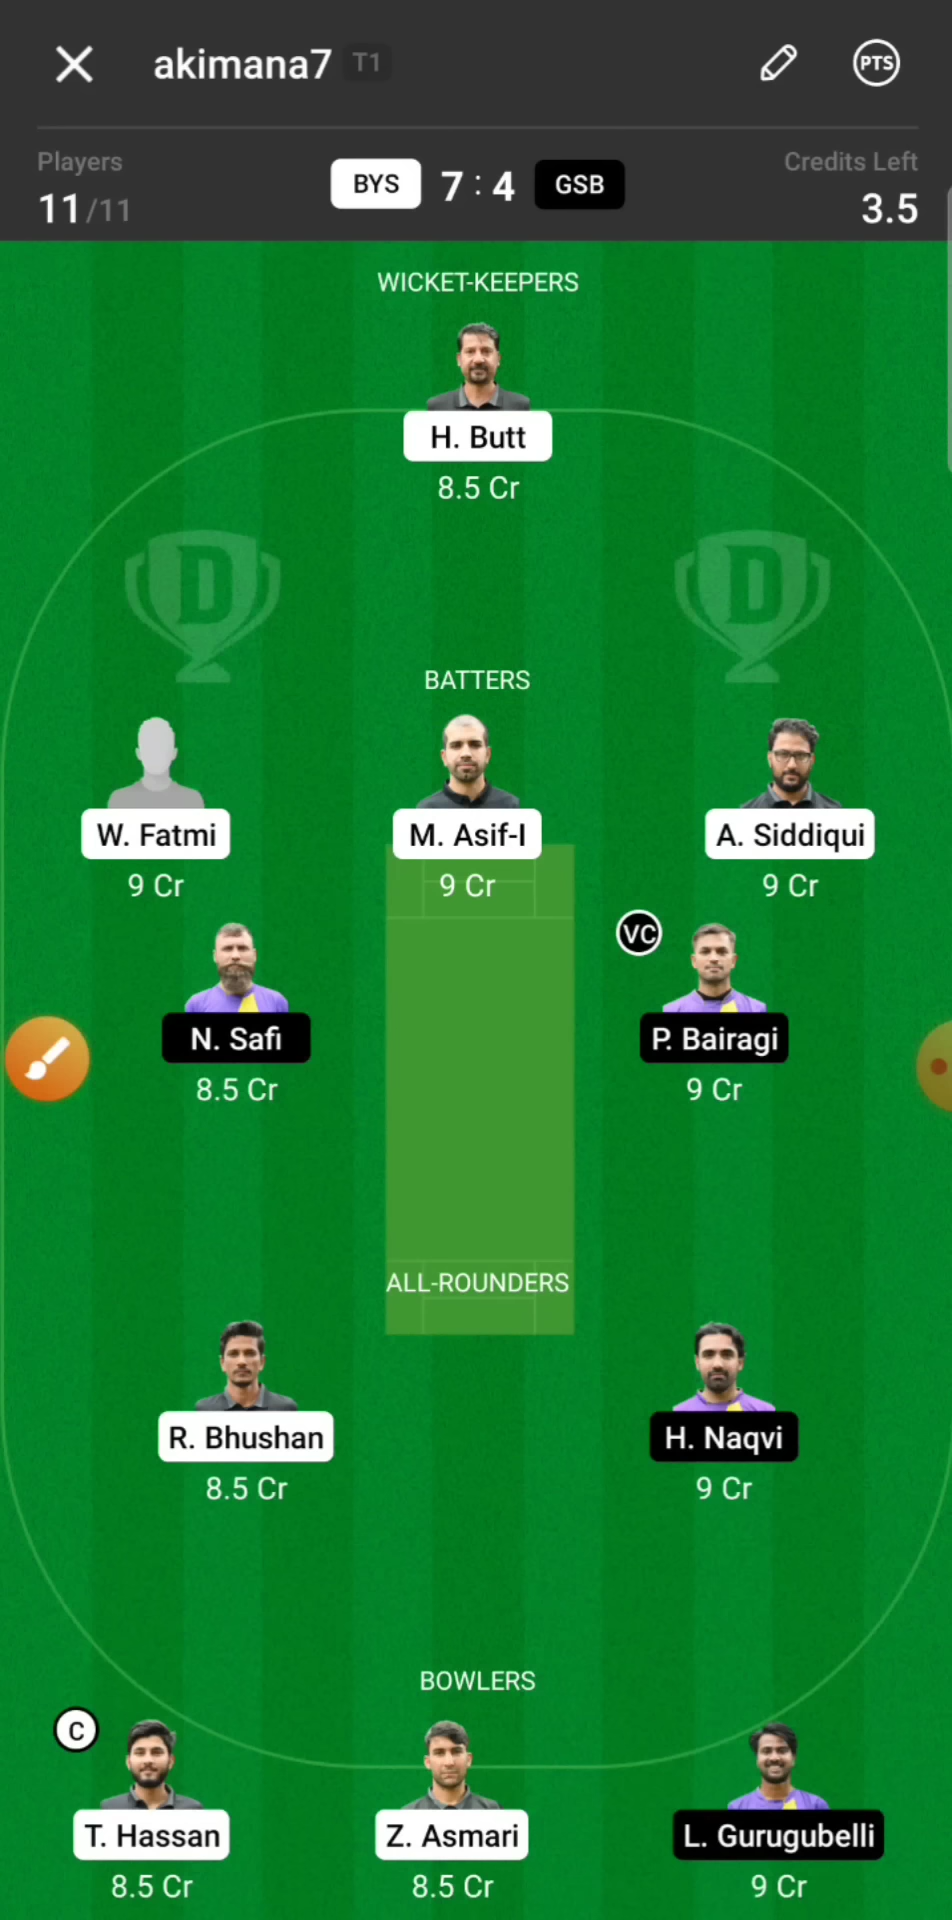 akimana7 T1
PTS
Players
11/11
BYS 7 : 4 GSB
Credits Left
3.5
WICKET-KEEPERS
H. Butt
8.5 Cr
D D
BATTERS
W. Fatmi M. Asif-I A. Siddiqui
9 Cr 9 Cr 9 Cr
VC
N. Safi P. Bairagi
8.5 Cr 9 Cr
ALL-ROUNDERS
R. Bhushan H. Naqvi
8.5 Cr 9 Cr
BOWLERS
C
T. Hassan Z. Asmari L. Gurugubelli
8.5 Cr 8.5 Cr 9 Cr